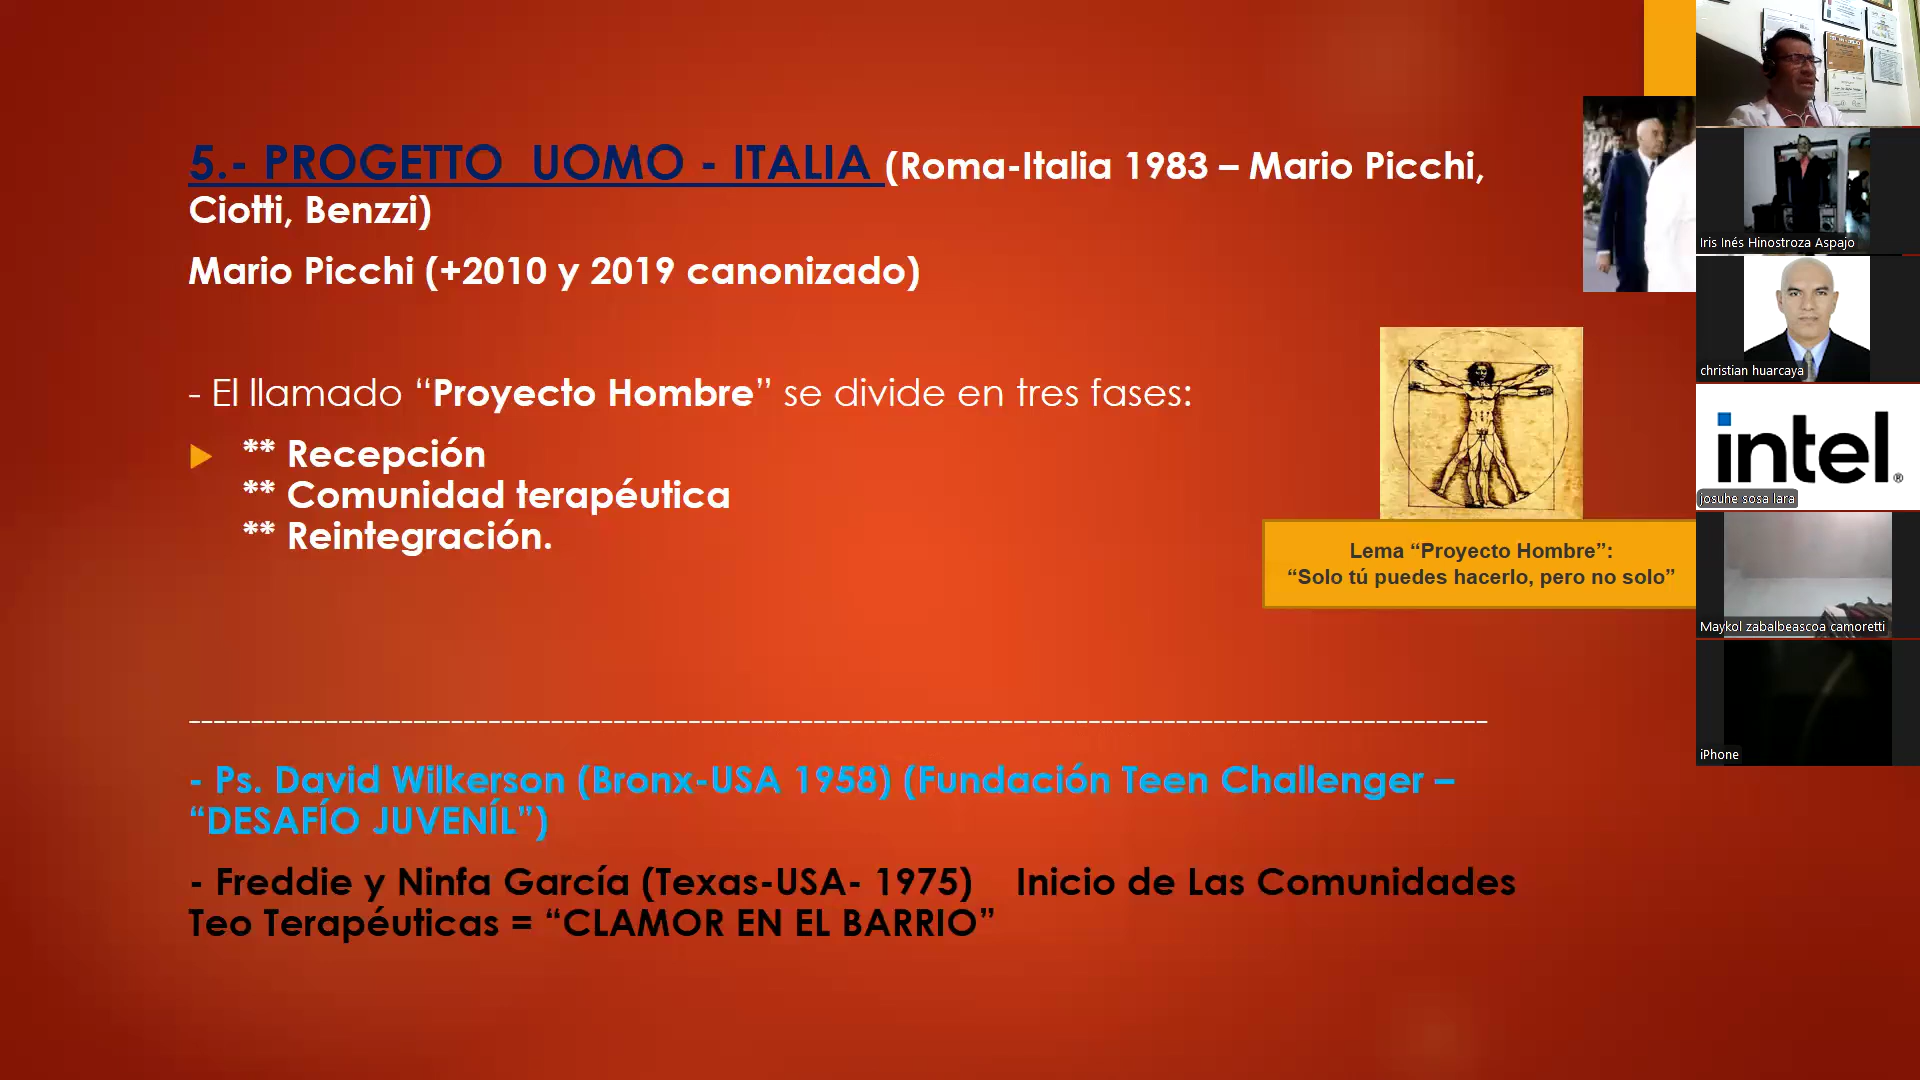 5.- PROGETTO UOMO - ITALIA (Roma-Italia 1983 – Mario Picchi,
Ciotti, Benzzi)
Mario Picchi (+2010 y 2019 canonizado)
- El llamado “Proyecto Hombre” se divide en tres fases:
** Recepción
** Comunidad terapéutica
** Reintegración.
Lema “Proyecto Hombre”:
“Solo tú puedes hacerlo, pero no solo”
- Ps. David Wilkerson (Bronx-USA 1958) (Fundación Teen Challenger –
“DESAFÍO JUVENÍL”)
- Freddie y Ninfa García (Texas-USA- 1975) Inicio de Las Comunidades
Teo Terapéuticas = “CLAMOR EN EL BARRIO”
Iris Inés Hinostroza Aspajo
christian huarcaya
intel®
josuhe sosa lara
Maykol zabalbeascoa camoretti
iPhone